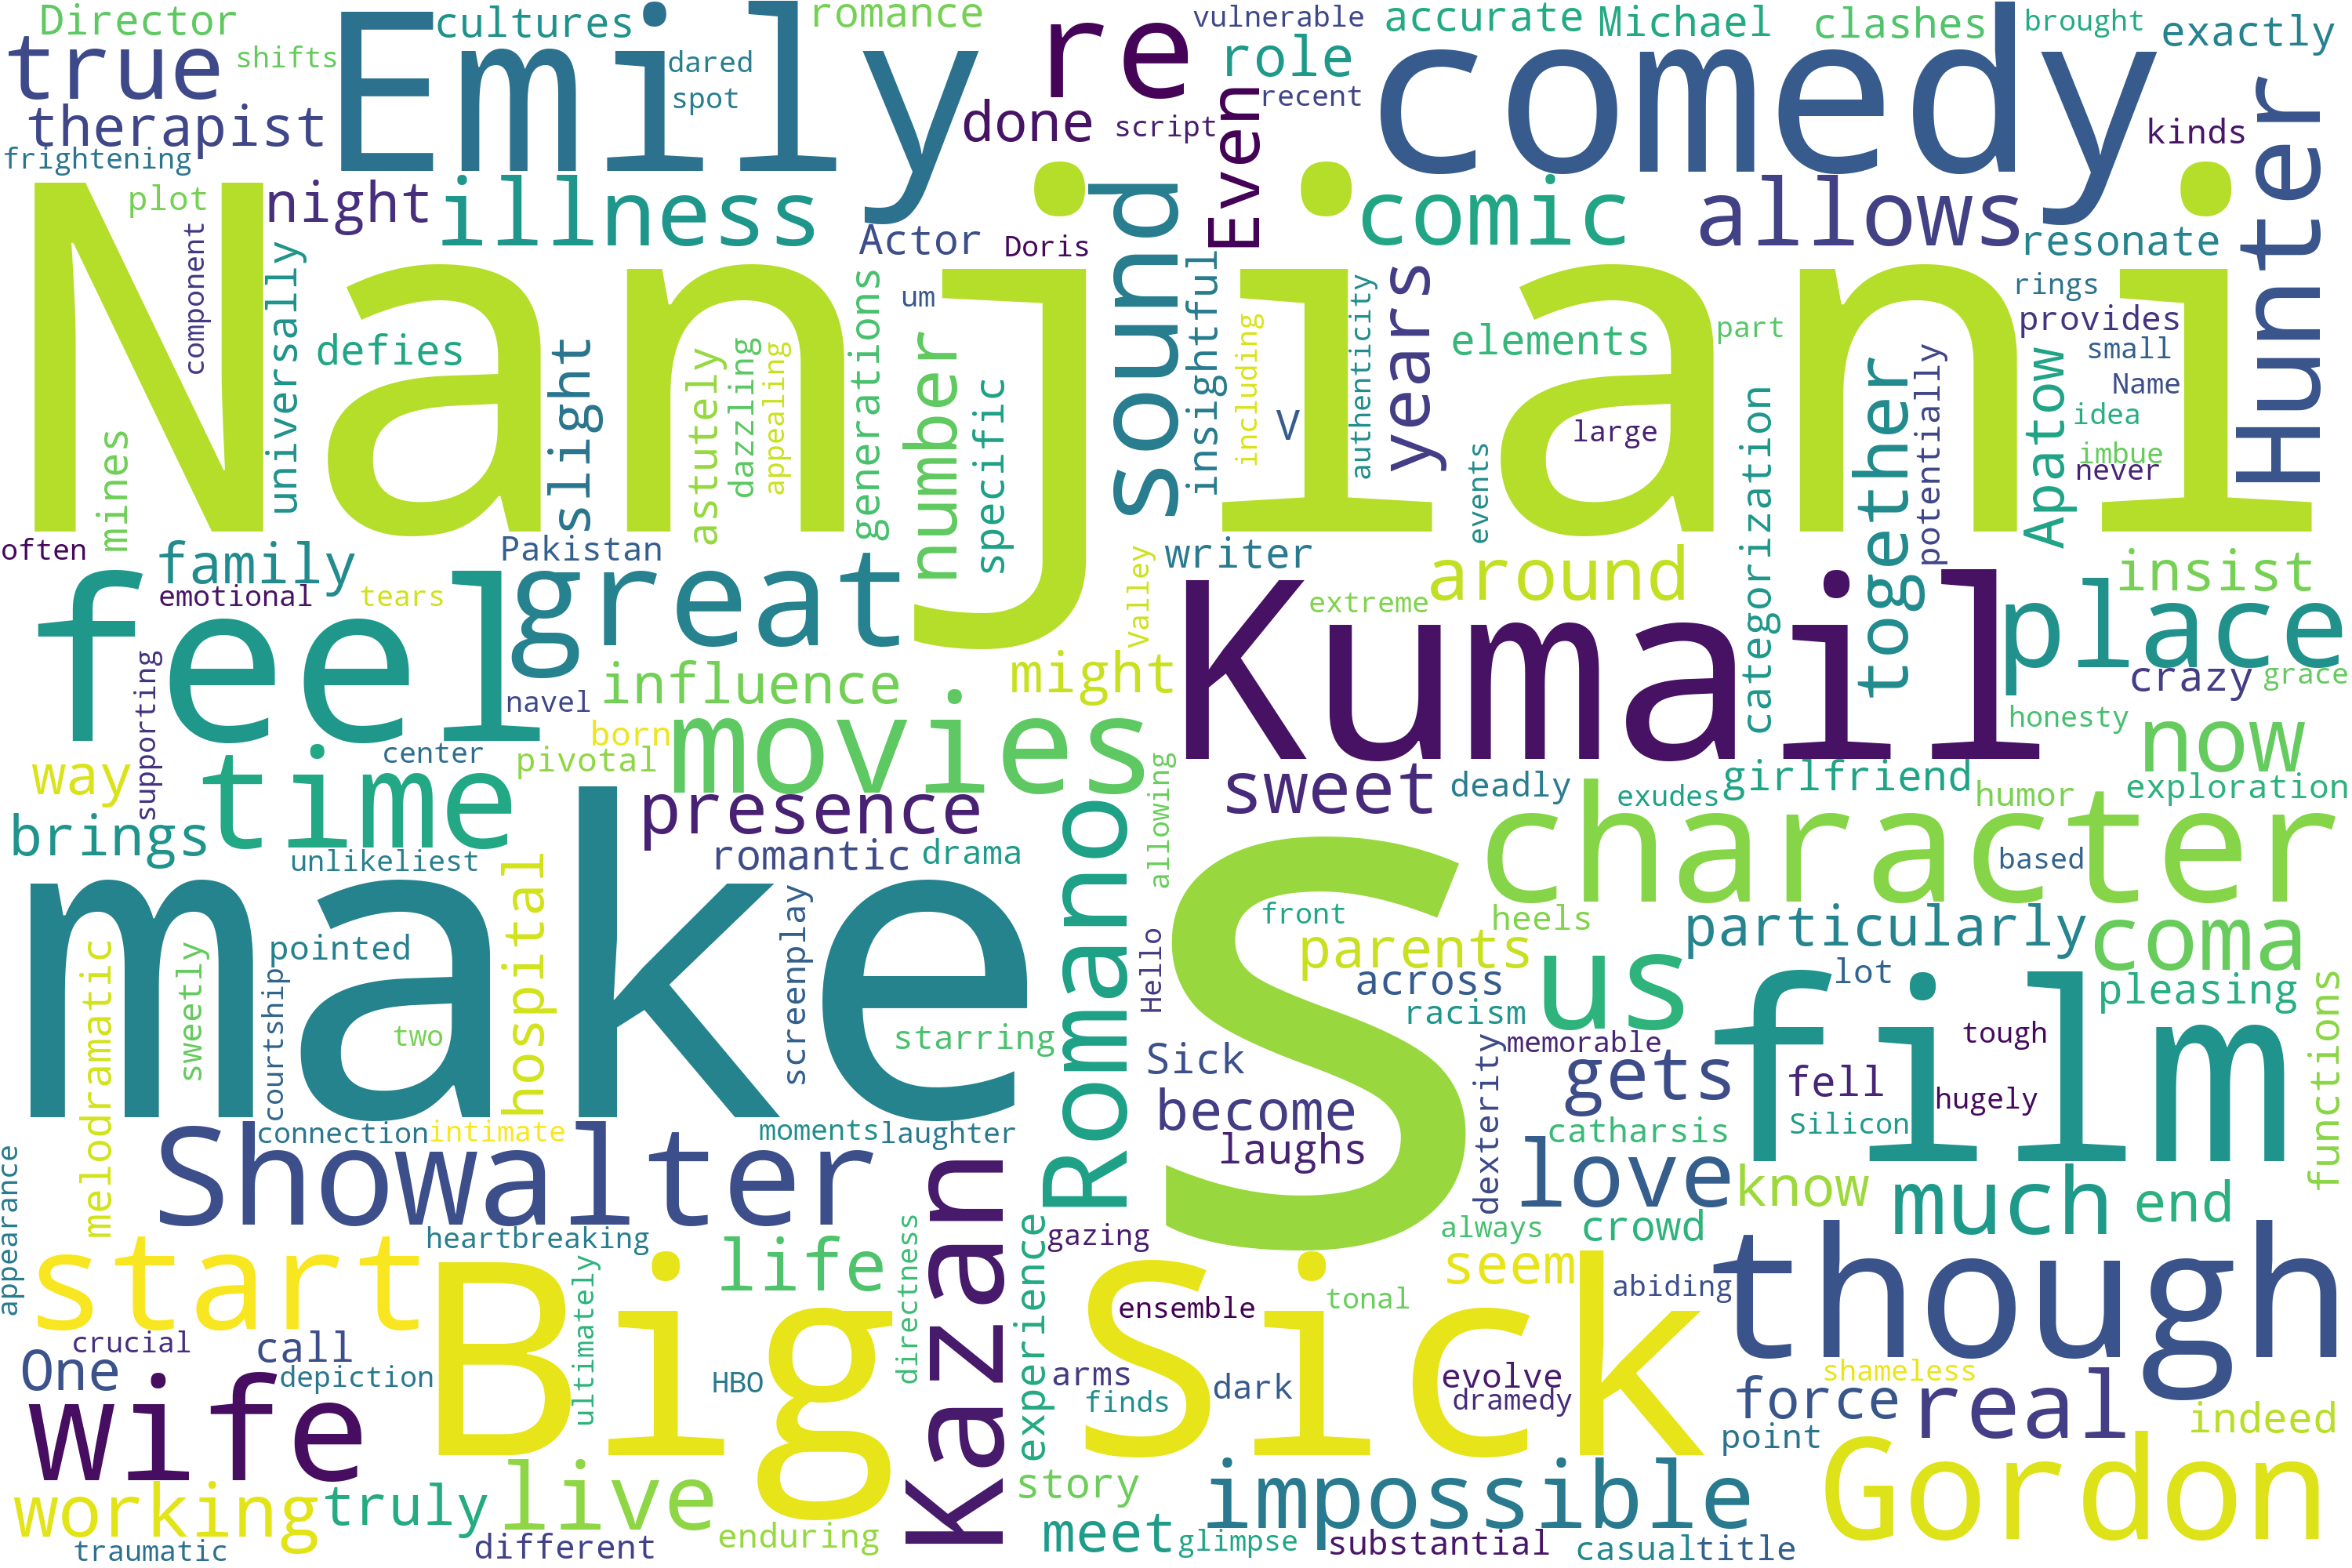 Director
cultures
romance
vulnerable
accurate
Michael
clashes
brought
exactly
true
shifts
Emily
dared
spot
re
role
recent
comedy
kinds
Hunter
therapist
frightening
done
script
Even
plot
night
illness
Actor
Doris
sound
comic
allows
resonate
Nanjiani
component
universally
defies
slight
astutely
dazzling
appealing
generations
um
number
specific
insightful
including
V
authenticity
years
elements
part
large
events
categorization
together
potentially
rings
provides
small
Name
Apatow
idea
imbue
never
mines
often
family
Pakistan
emotional
tears
feel
great
writer
around
insist
Valley
extreme
Kumail
place
supporting
navel
influence
might
crazy
grace
born
movies
honesty
now
way
center
pivotal
time
allowing
sweet
deadly
exudes
girlfriend
humor
exploration
brings
presence
Romano
character
based
unlikeliest
romantic
drama
make
hospital
screenplay
S
front
heels
parents
particularly
coma
melodramatic
sweetly
pointed
courtship
two
starring
Hello
across
us
lot
pleasing
racism
film
functions
memorable
tough
Sick
dexterity
gets
fell
hugely
become
Silicon
connection
intimate
moments
laughter
laughs
catharsis
Showalter
Kazan
love
know
much
end
appearance
heartbreaking
life
directness
experience
gazing
always
crowd
though
start
Big
ultimately
Sick
seem
abiding
ensemble
tonal
crucial
call
One
depiction
HBO
arms
finds
dark
evolve
dramedy
shameless
wife
force
real
indeed
point
working
truly
live
story
impossible
Gordon
traumatic
different
enduring
meet
glimpse
substantial
casual
title